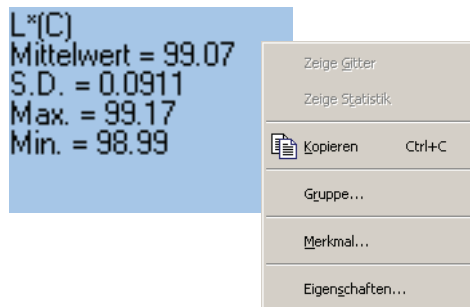 L*(C)
Mittelwert = 99.07
S.D. = 0.0911
Max. = 99.17
Min. = 98.99
Zeige Gitter
Zeige Statistik
Kopieren Ctrl+C
Gruppe...
Merkmal...
Eigenschaften...